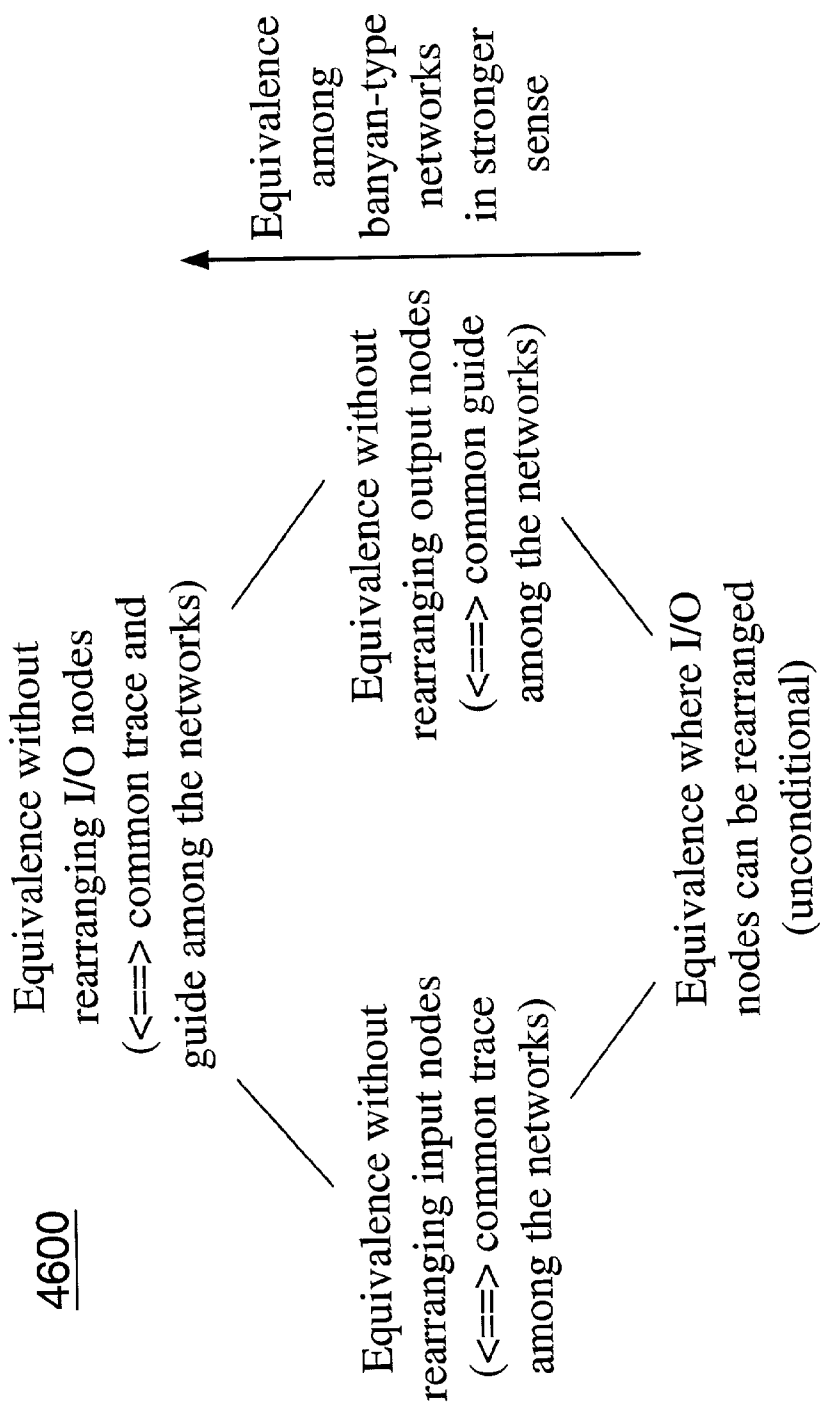 4600
Equivalence without
rearranging I/O nodes
(<==> common trace and
guide among the networks)
Equivalence without
rearranging input nodes
(<==> common trace
among the networks)
Equivalence without
rearranging output nodes
(<==> common guide
among the networks)
Equivalence where I/O
nodes can be rearranged
(unconditional)
Equivalence
among
banyan-type
networks
in stronger
sense